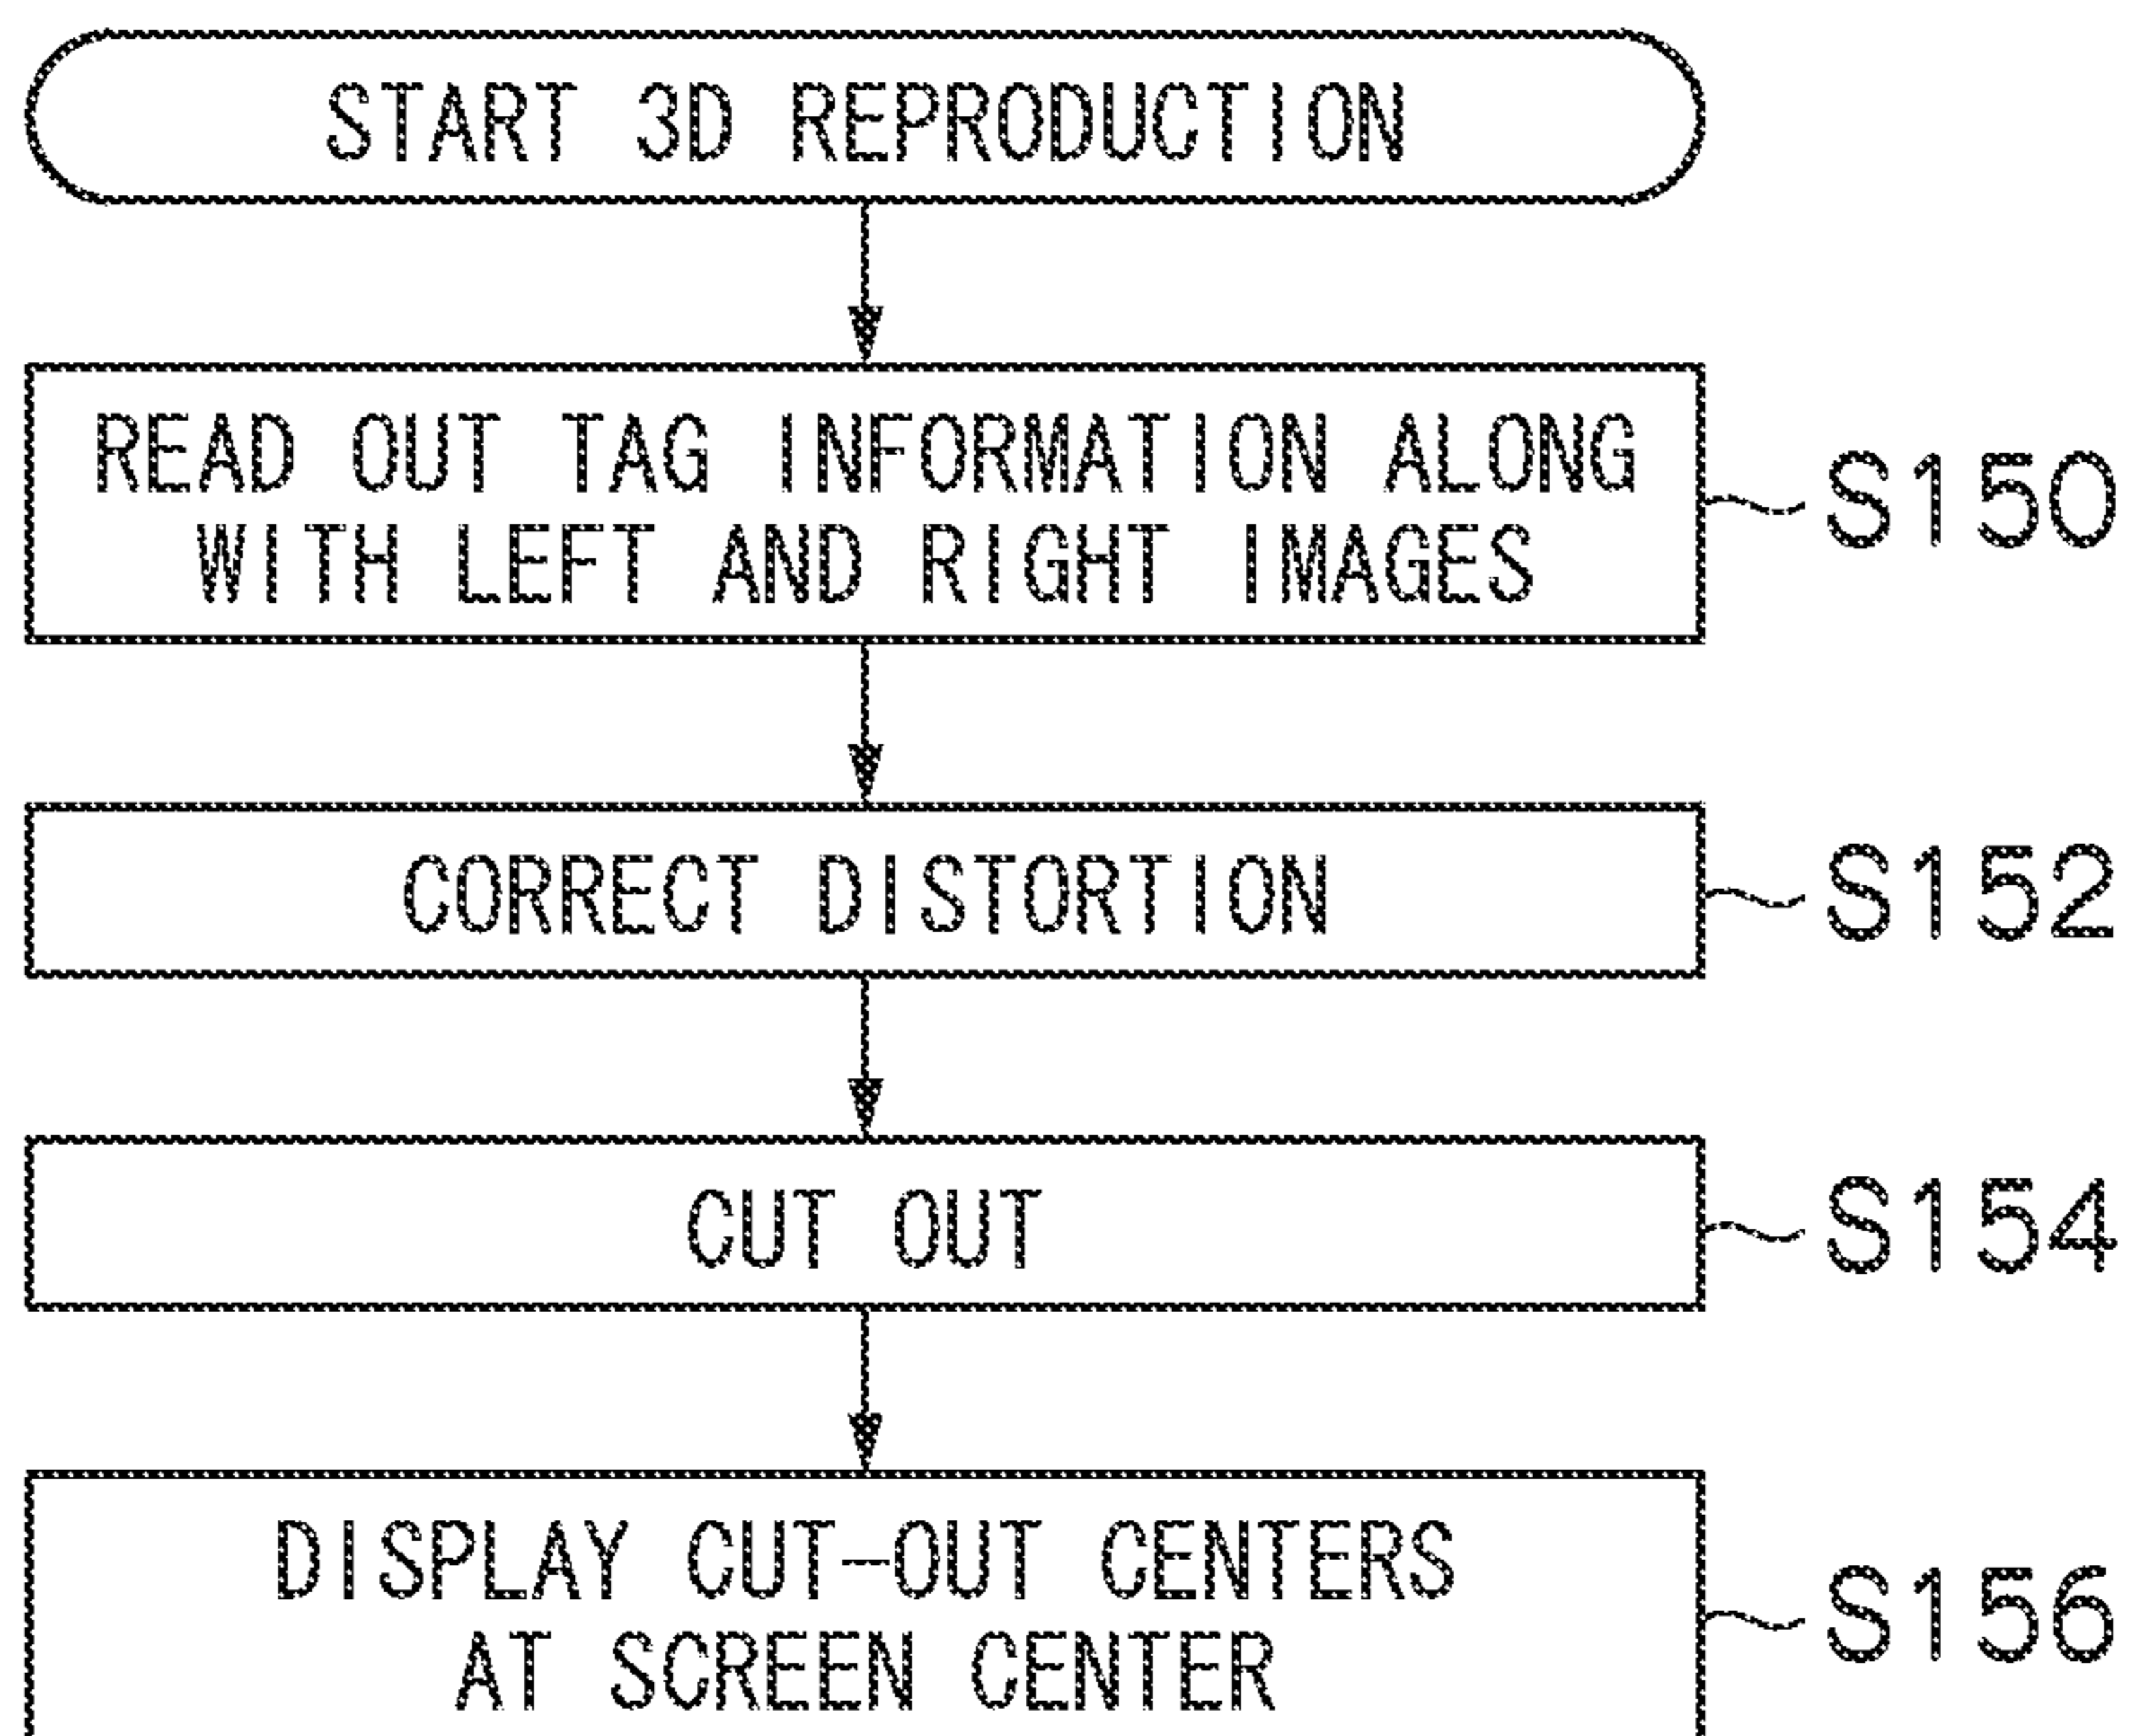 START 3D REPRODUCTION
READ OUT TAG INFORMATION ALONG
WITH LEFT AND RIGHT IMAGES
S150
CORRECT DISTORTION
S152
CUT OUT
S154
DISPLAY CUT-OUT CENTERS
AT SCREEN CENTER
S156